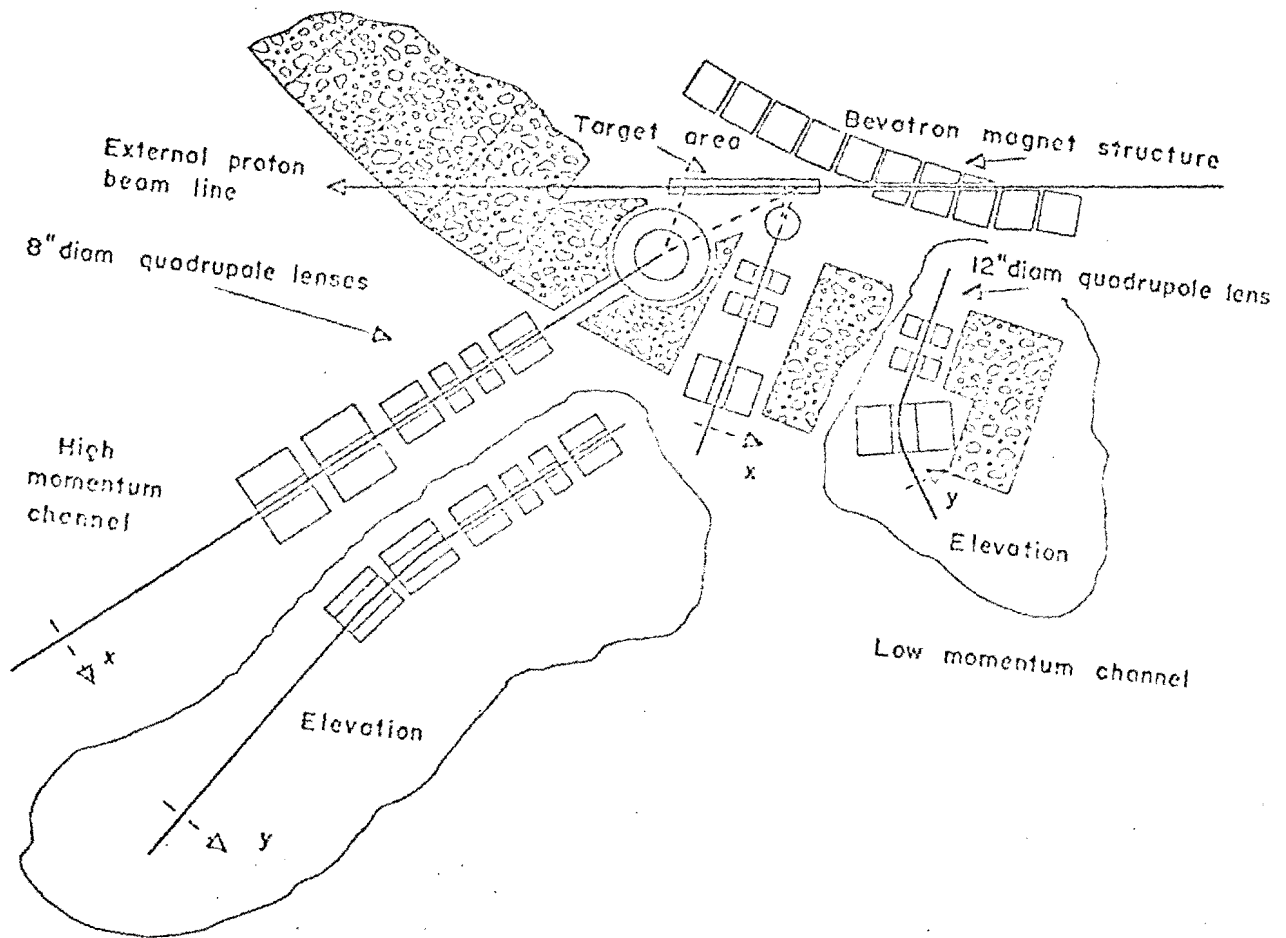 Target area
Bevatron magnet structure
External proton
beam line
8" diam quadrupole lenses
12" diam quadrupole lens
High
momentum
channel
x
y
Elevation
Low momentum channel
x
Elevation
y